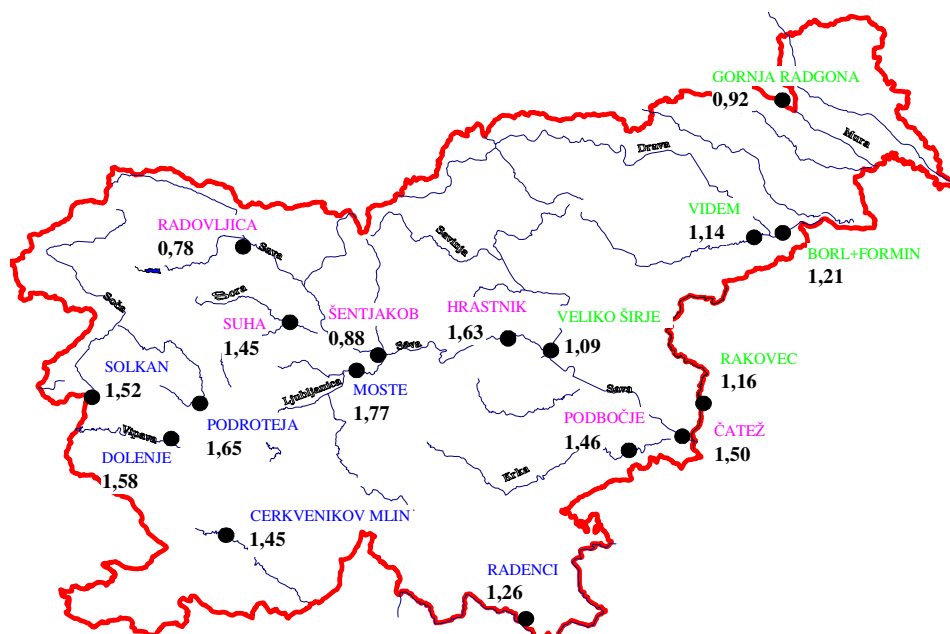 GORNJA RADGONA
0,92
Mura
Drava
VIDEM
1,14
BORL+FORMIN
1,21
RADOVLJICA
0,78
Sava
Savinja
Soča
Sora
SUHA
1,45
ŠENTJAKOB
0,88
Sava
HRASTNIK
1,63
VELIKO ŠIRJE
1,09
RAKOVEC
1,16
SOLKAN
1,52
Ljubljanica
MOSTE
1,77
Sava
PODROTEJA
1,65
PODBOČJE
1,46
ČATEŽ
1,50
Vipava
DOLENJE
1,58
Krka
CERKVENIKOV MLIN
1,45
RADENCI
1,26